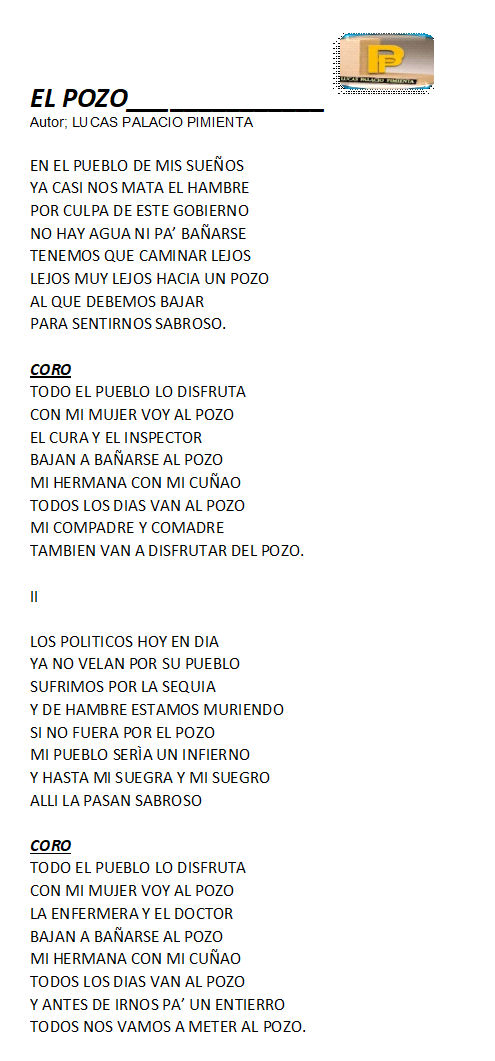 EL POZO______________
Autor; LUCAS PALACIO PIMIENTA
PP
LUCAS PALACIO PIMIENTA
EN EL PUEBLO DE MIS SUEÑOS
YA CASI NOS MATA EL HAMBRE
POR CULPA DE ESTE GOBIERNO
NO HAY AGUA NI PA’ BAÑARSE
TENEMOS QUE CAMINAR LEJOS
LEJOS MUY LEJOS HACIA UN POZO
AL QUE DEBEMOS BAJAR
PARA SENTIRNOS SABROSO.
CORO
TODO EL PUEBLO LO DISFRUTA
CON MI MUJER VOY AL POZO
EL CURA Y EL INSPECTOR
BAJAN A BAÑARSE AL POZO
MI HERMANA CON MI CUÑAO
TODOS LOS DIAS VAN AL POZO
MI COMPADRE Y COMADRE
TAMBIEN VAN A DISFRUTAR DEL POZO.
II
LOS POLITICOS HOY EN DIA
YA NO VELAN POR SU PUEBLO
SUFRIMOS POR LA SEQUIA
Y DE HAMBRE ESTAMOS MURIENDO
SI NO FUERA POR EL POZO
MI PUEBLO SERÌA UN INFIERNO
Y HASTA MI SUEGRA Y MI SUEGRO
ALLI LA PASAN SABROSO
CORO
TODO EL PUEBLO LO DISFRUTA
CON MI MUJER VOY AL POZO
LA ENFERMERA Y EL DOCTOR
BAJAN A BAÑARSE AL POZO
MI HERMANA CON MI CUÑAO
TODOS LOS DIAS VAN AL POZO
Y ANTES DE IRNOS PA’ UN ENTIERRO
TODOS NOS VAMOS A METER AL POZO.